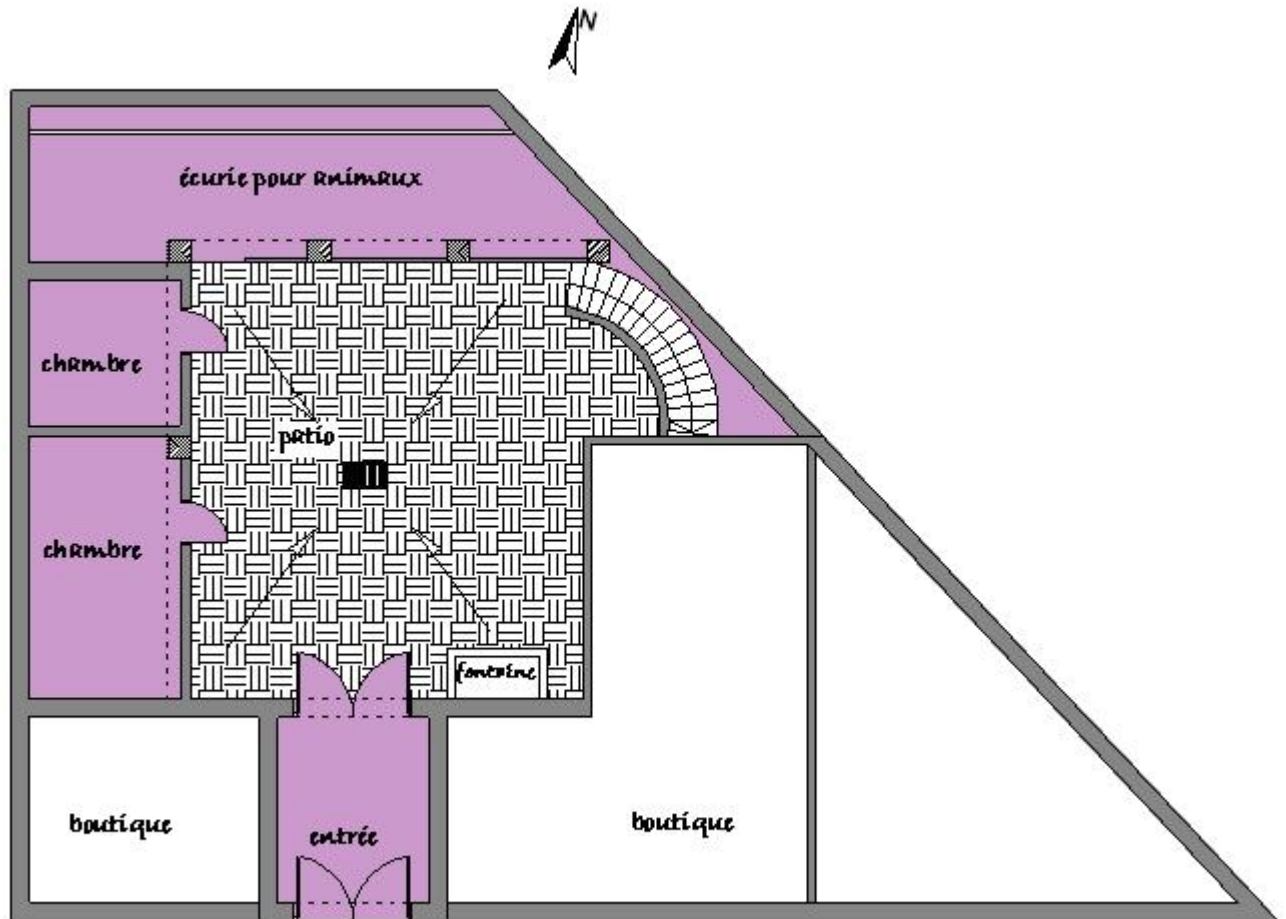 N
écurie pour animaux
chambre
patio
chambre
fontaine
boutique
entrée
boutique